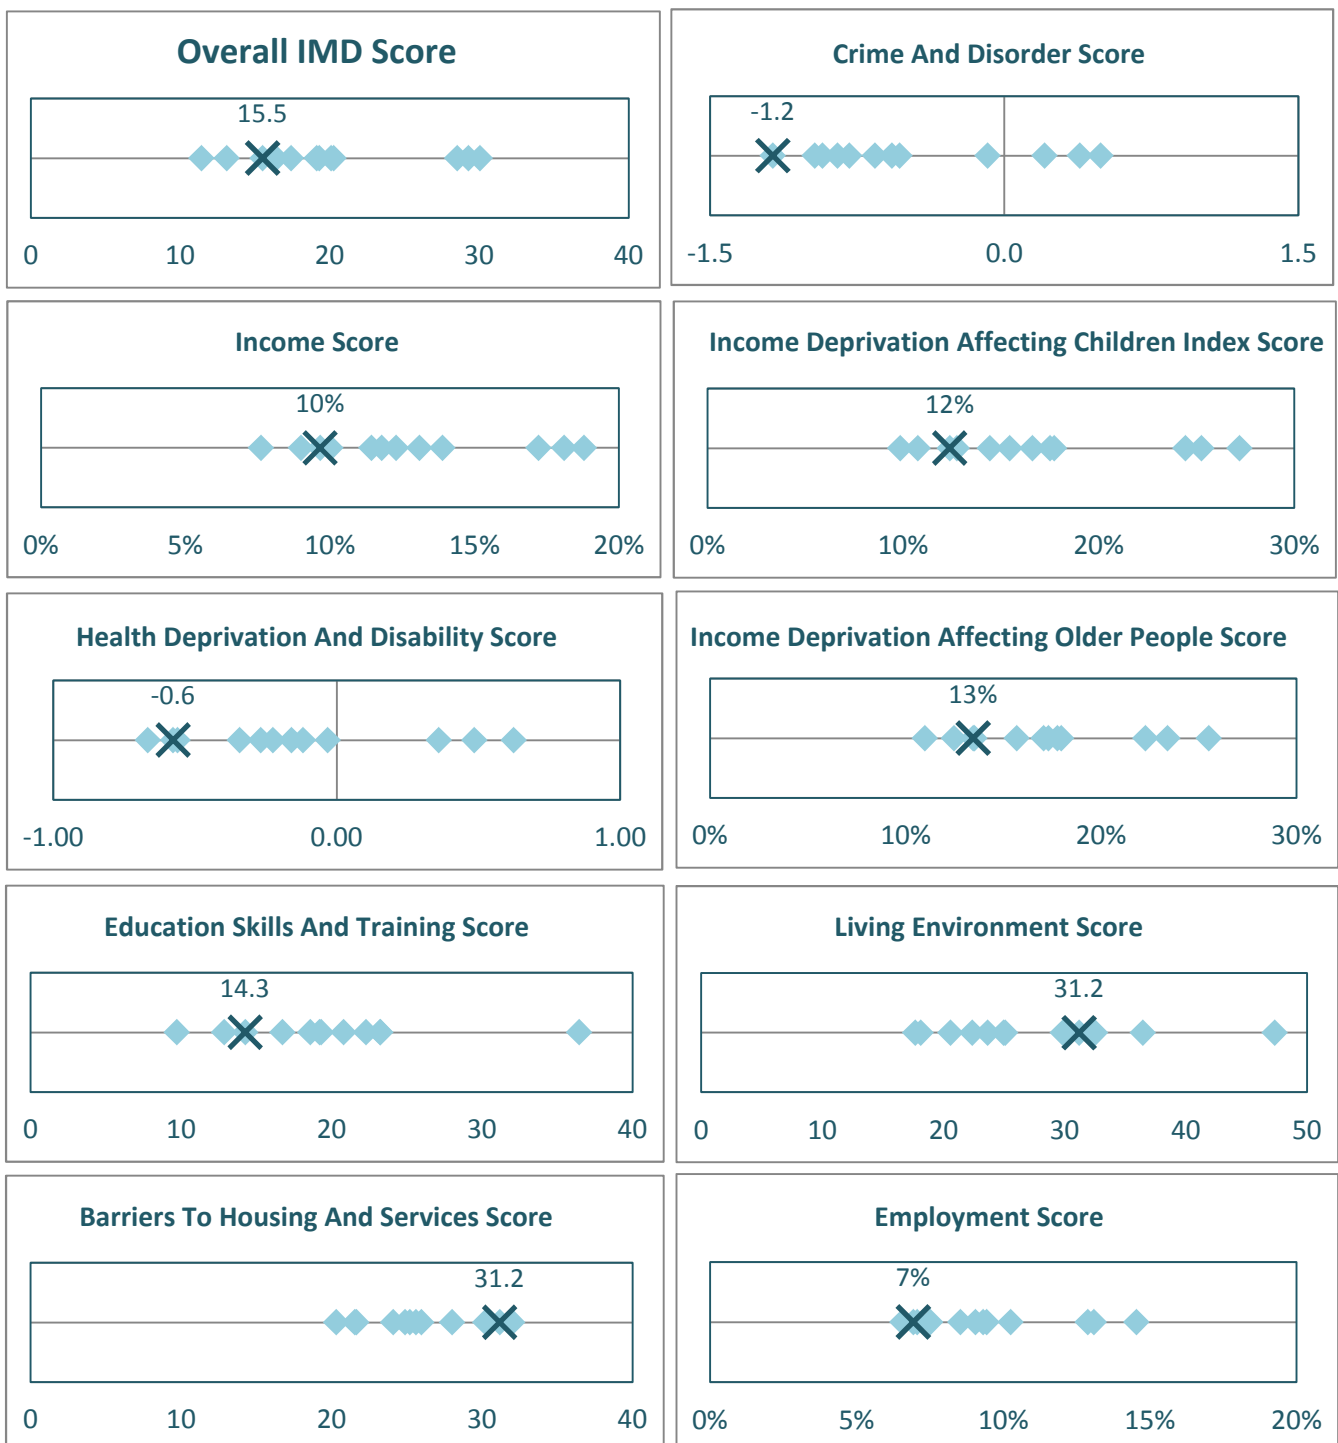 Overall IMD Score
15.5
0 10 20 30 40
Crime And Disorder Score
-1.2
-1.5 0.0 1.5
Income Score
10%
0% 5% 10% 15% 20%
Income Deprivation Affecting Children Index Score
12%
0% 10% 20% 30%
Health Deprivation And Disability Score
-0.6
-1.00 0.00 1.00
Income Deprivation Affecting Older People Score
13%
0% 10% 20% 30%
Education Skills And Training Score
14.3
0 10 20 30 40
Living Environment Score
31.2
0 10 20 30 40 50
Barriers To Housing And Services Score
31.2
0 10 20 30 40
Employment Score
7%
0% 5% 10% 15% 20%